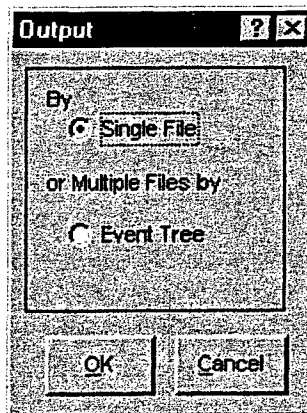 Output ? X
By
Single File
or Multiple Files by
Event Tree
OK Cancel